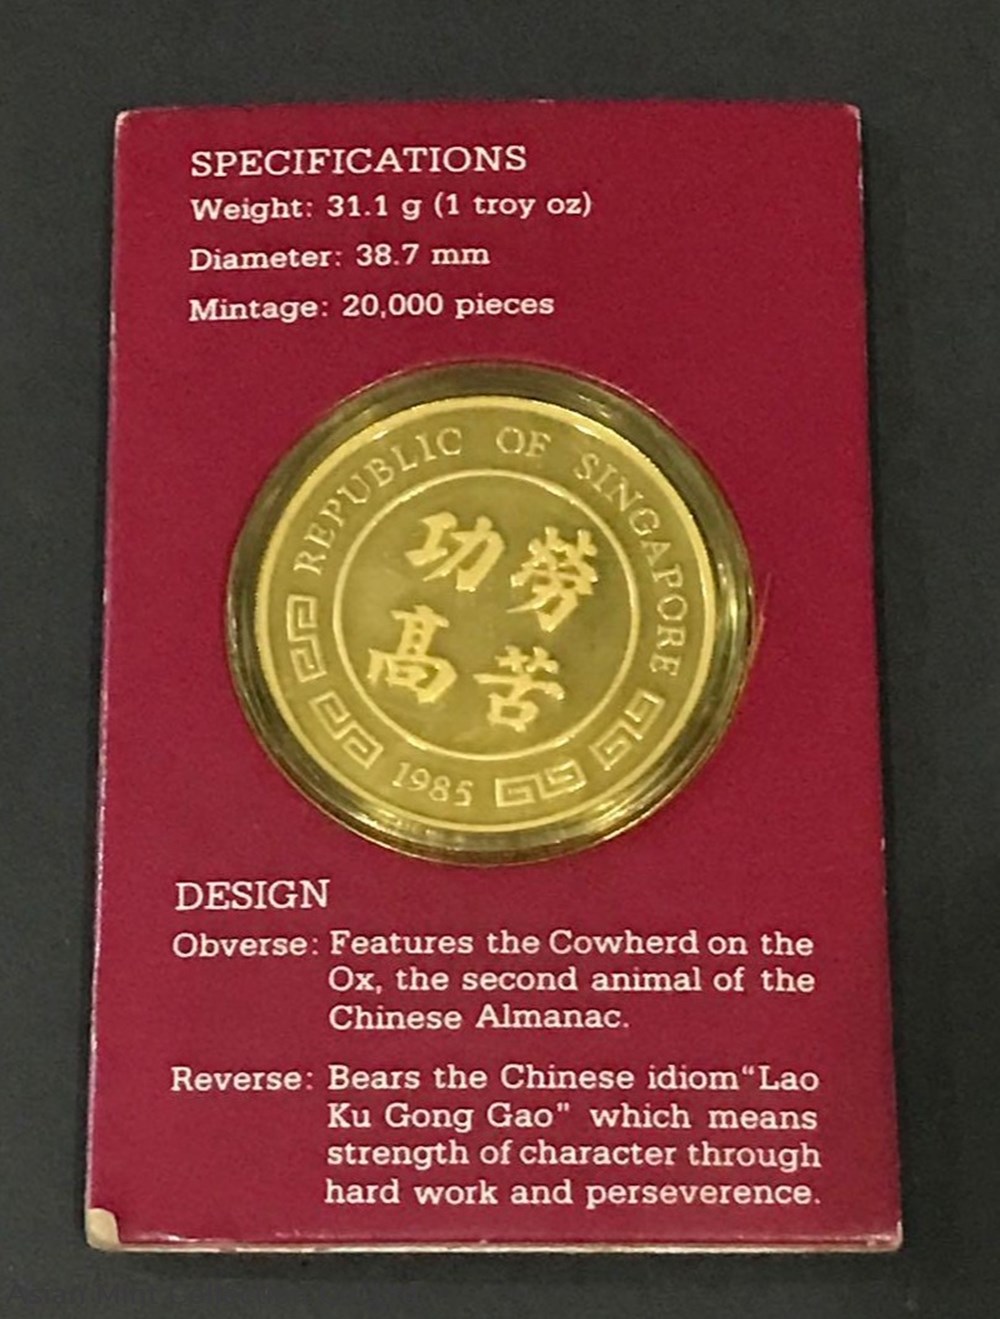 SPECIFICATIONS
Weight: 31.1 g (1 troy oz)
Diameter: 38.7 mm
Mintage: 20,000 pieces
REPUBLIC OF SINGAPORE
勞苦
功高
1985
DESIGN
Obverse: Features the Cowherd on the
Ox, the second animal of the
Chinese Almanac.
Reverse: Bears the Chinese idiom "Lao
Ku Gong Gao" which means
strength of character through
hard work and perseverence.